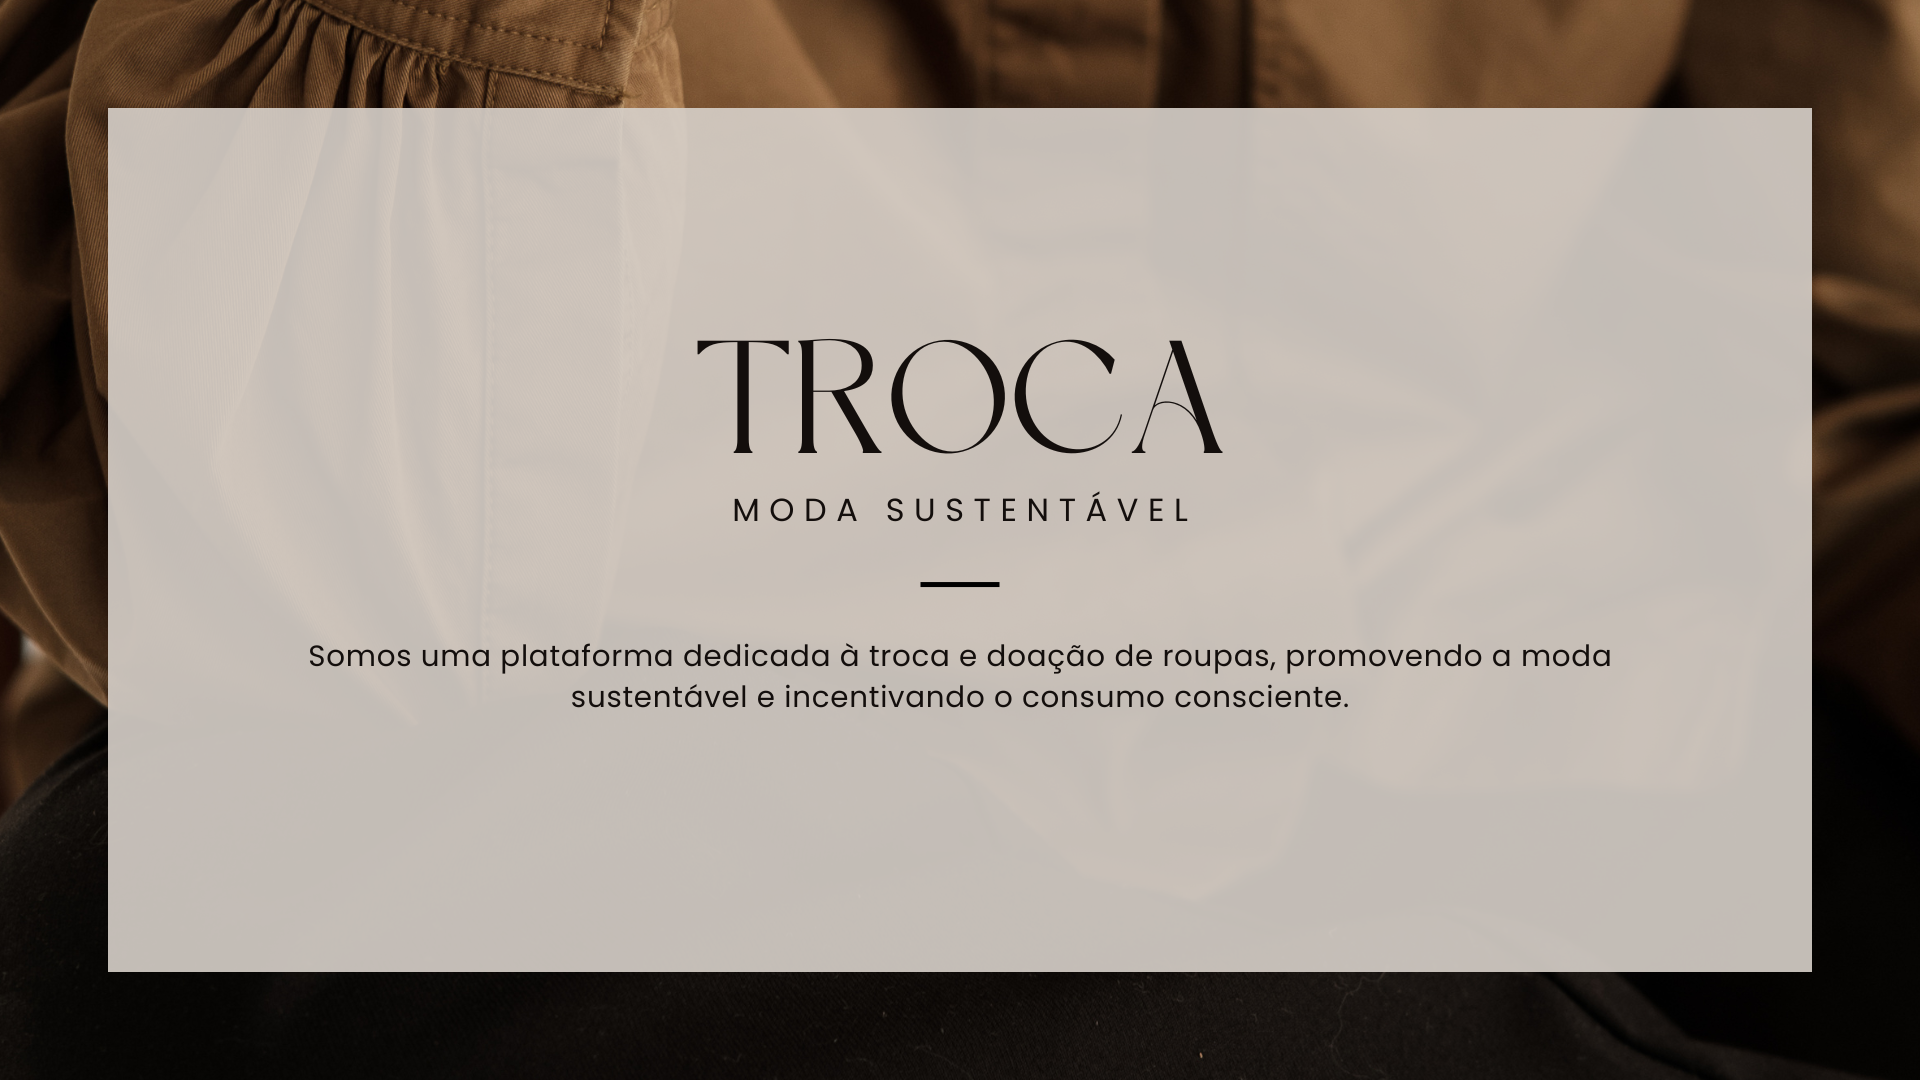 TROCA
MODA SUSTENTÁVEL
Somos uma plataforma dedicada à troca e doação de roupas, promovendo a moda
sustentável e incentivando o consumo consciente.